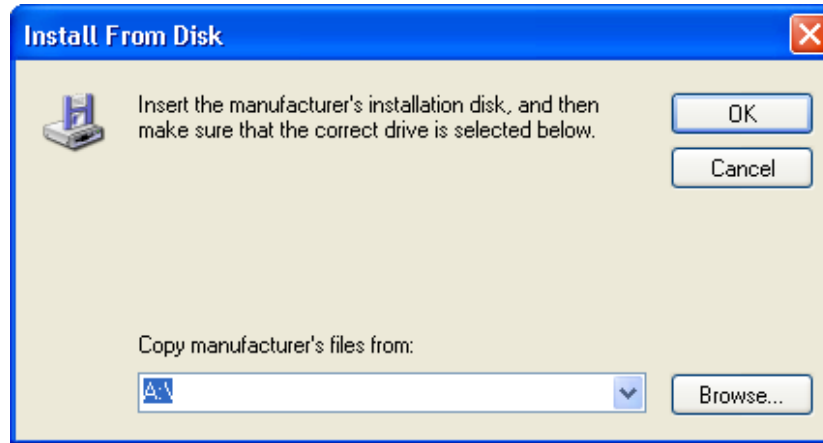 Install From Disk
Insert the manufacturer's installation disk, and then
make sure that the correct drive is selected below.
OK
Cancel
Copy manufacturer's files from:
A:\
Browse...